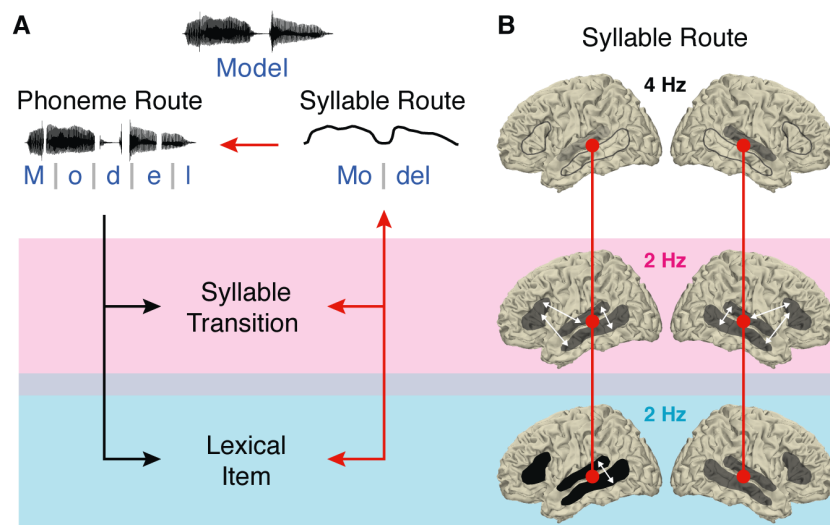 A
Model
Phoneme Route
Syllable Route
M | o | d | e | l
Mo | del
Syllable
Transition
Lexical
Item
B
Syllable Route
4 Hz
2 Hz
2 Hz